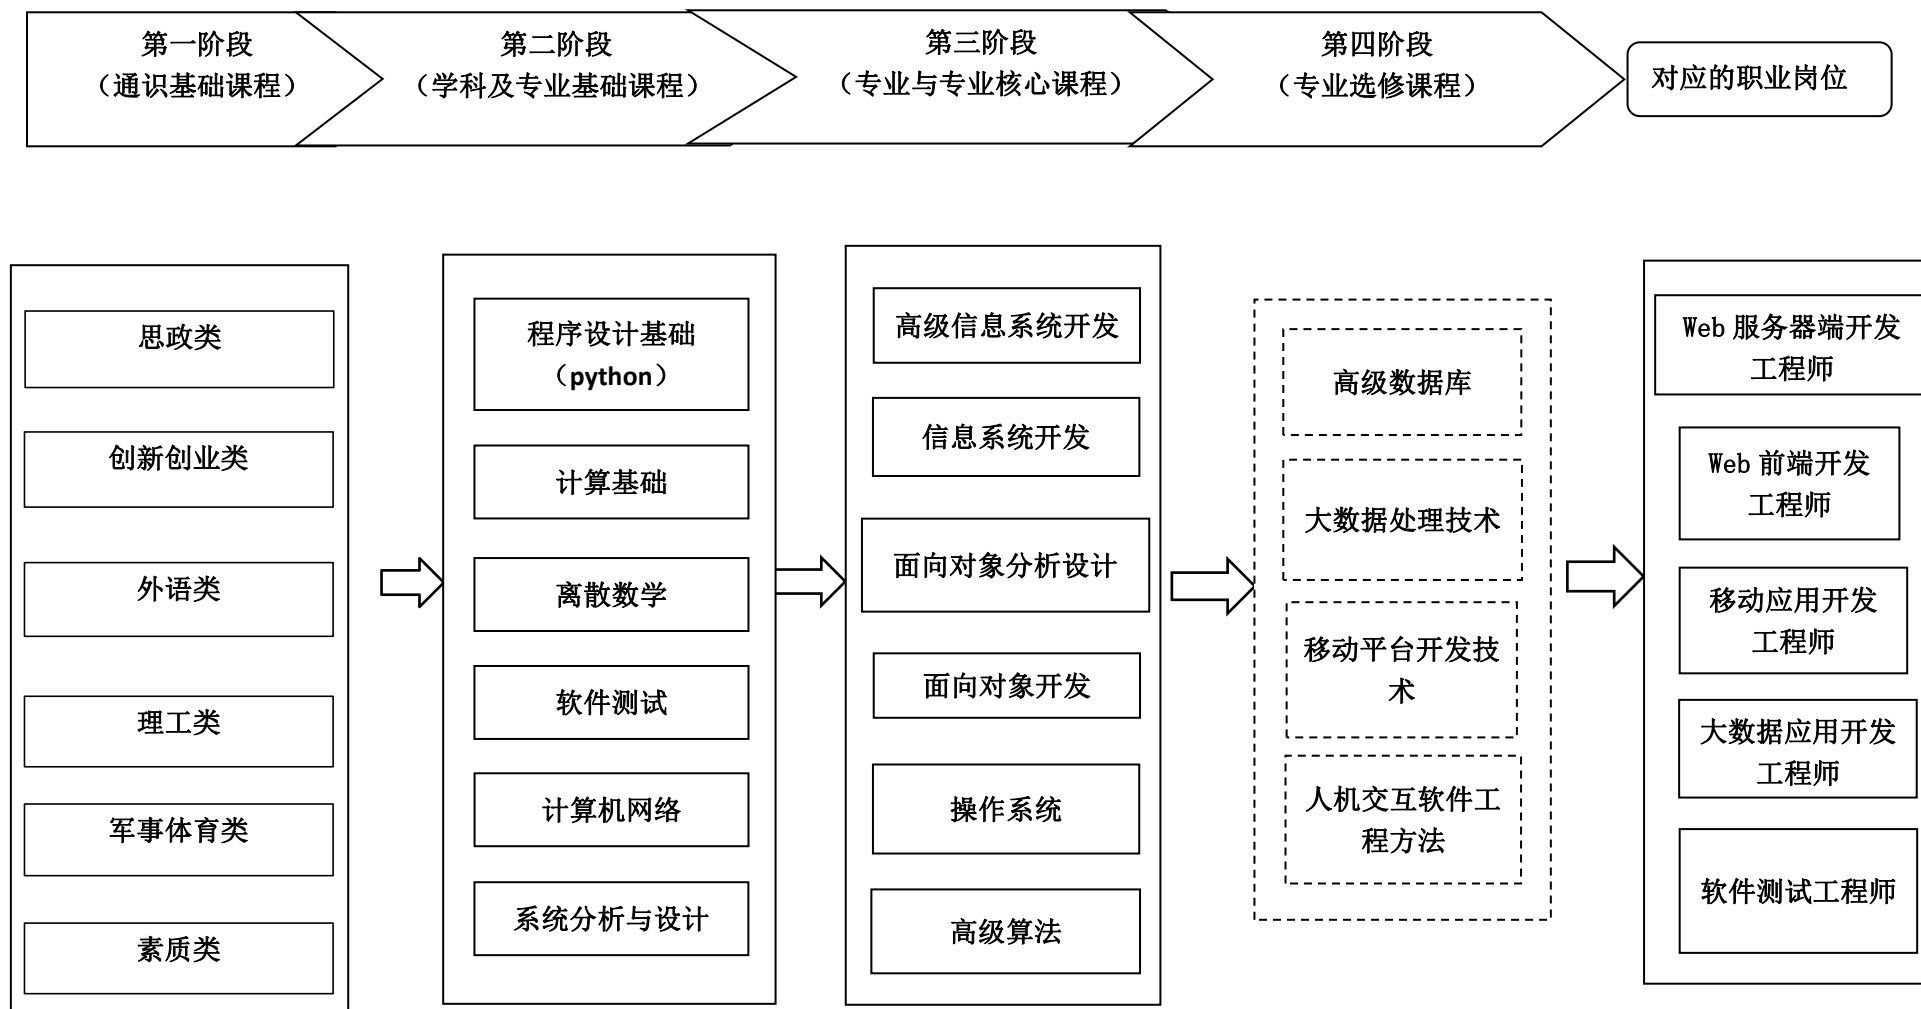 第一阶段
（通识基础课程）
第二阶段
（学科及专业基础课程）
第三阶段
（专业与专业核心课程）
第四阶段
（专业选修课程）
对应的职业岗位
思政类
创新创业类
外语类
理工类
军事体育类
素质类
程序设计基础
（python）
计算基础
离散数学
软件测试
计算机网络
系统分析与设计
高级信息系统开发
信息系统开发
面向对象分析设计
面向对象开发
操作系统
高级算法
高级数据库
大数据处理技术
移动平台开发技
术
人机交互软件工
程方法
Web 服务器端开发
工程师
Web 前端开发
工程师
移动应用开发
工程师
大数据应用开发
工程师
软件测试工程师